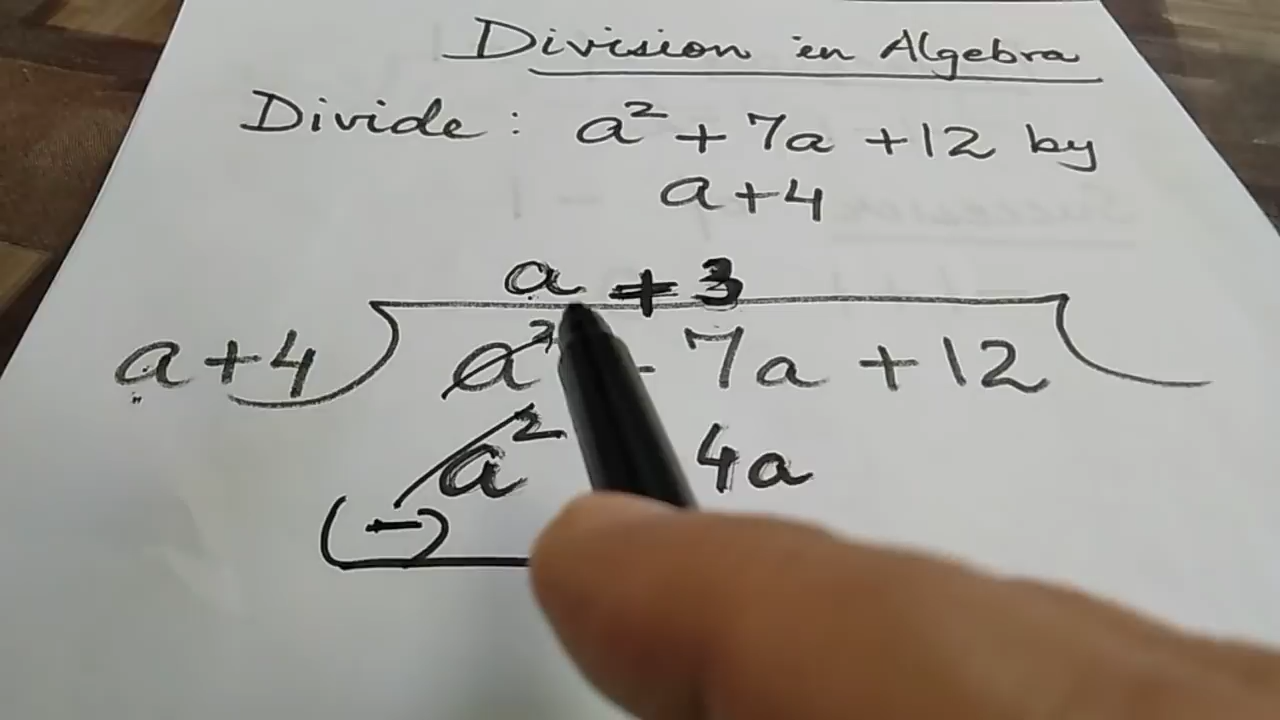 Division in Algebra
Divide : a² + 7a + 12 by
a + 4
a + 3
a + 4 a² - 7a + 12
a² 4a
(-)